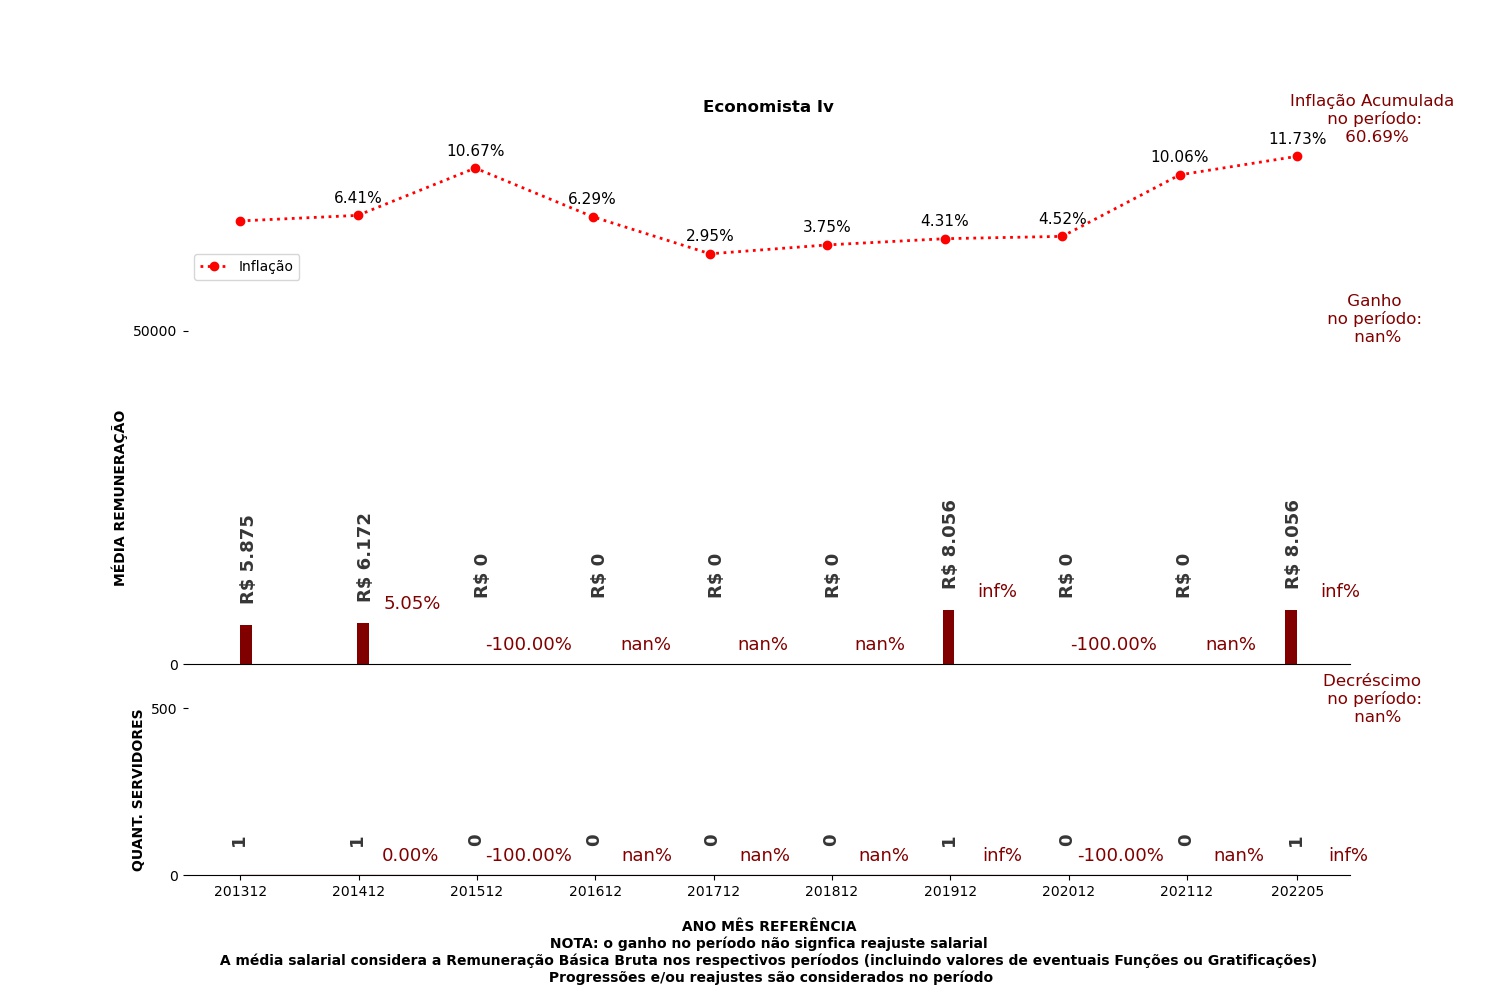 Economista Iv
Inflação Acumulada
no período:
60.69%
6.41%
10.67%
6.29%
2.95%
3.75%
4.31%
4.52%
10.06%
11.73%
Inflação
Ganho
no período:
nan%
50000
0
MÉDIA REMUNERAÇÃO
R$ 5.875
R$ 6.172
R$ 0
R$ 0
R$ 0
R$ 0
R$ 8.056
R$ 0
R$ 0
R$ 8.056
5.05%
-100.00%
nan%
nan%
nan%
inf%
-100.00%
nan%
inf%
Decréscimo
no período:
nan%
500
0
QUANT. SERVIDORES
1
1
0
0
0
0
1
0
0
1
0.00%
-100.00%
nan%
nan%
nan%
inf%
-100.00%
nan%
inf%
201312
201412
201512
201612
201712
201812
201912
202012
202112
202205
ANO MÊS REFERÊNCIA
NOTA: o ganho no período não signfica reajuste salarial
A média salarial considera a Remuneração Básica Bruta nos respectivos períodos (incluindo valores de eventuais Funções ou Gratificações)
Progressões e/ou reajustes são considerados no período